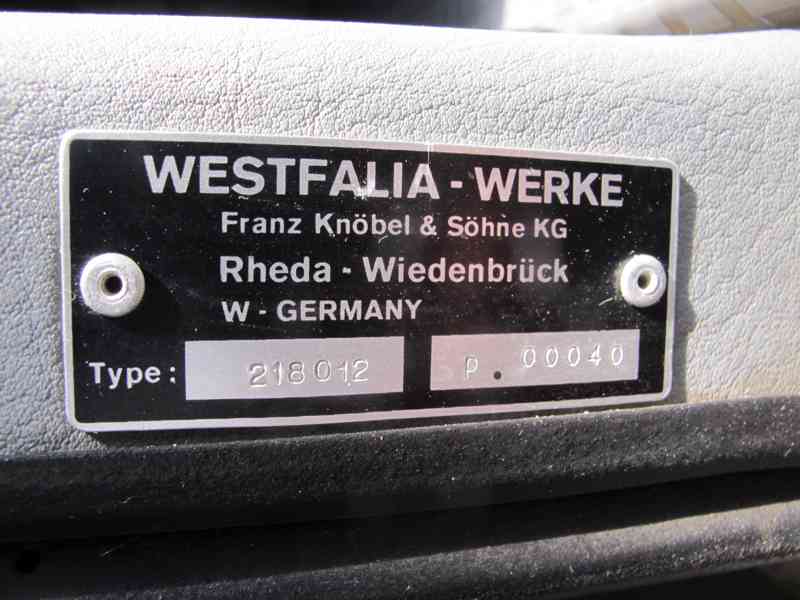 WESTFALIA - WERKE
Franz Knöbel & Söhne KG
Rheda - Wiedenbrück
W - GERMANY
Type: 218012 P. 00040